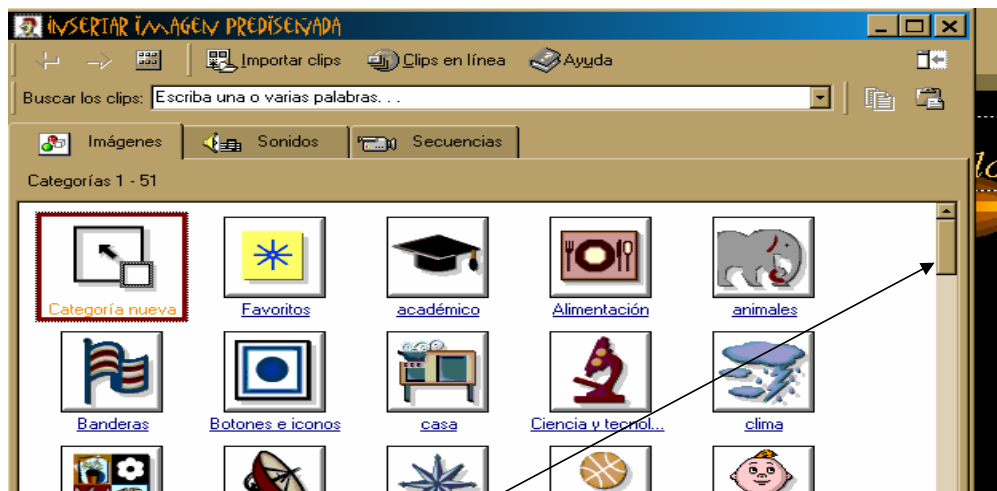 INSERTAR IMAGEN PREDISEÑADA
Importar clips Clips en línea Ayuda
Buscar los clips: Escriba una o varias palabras. . .
Imágenes Sonidos Secuencias
Categorías 1 - 51
Categoría nueva Favoritos académico Alimentación animales
Banderas Botones e iconos casa Ciencia y tecnol... clima